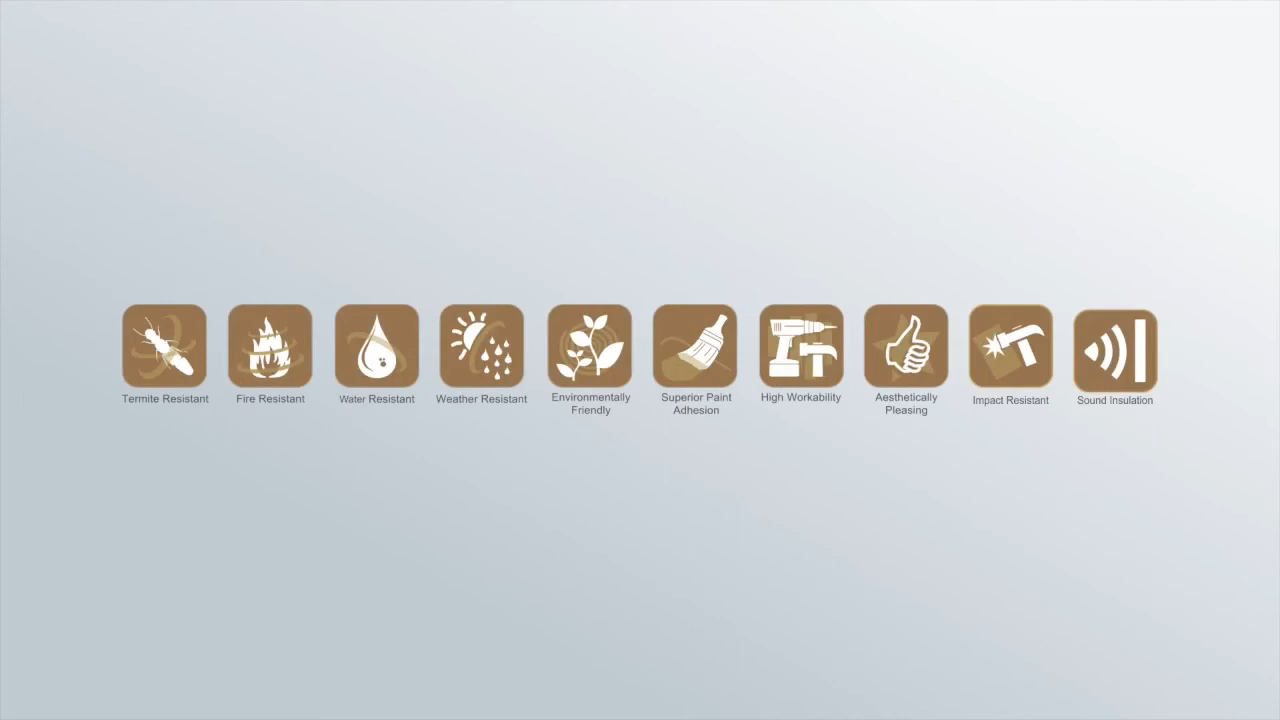 Termite Resistant
Fire Resistant
Water Resistant
Weather Resistant
Environmentally
Friendly
Superior Paint
Adhesion
High Workability
Aesthetically
Pleasing
Impact Resistant
Sound Insulation